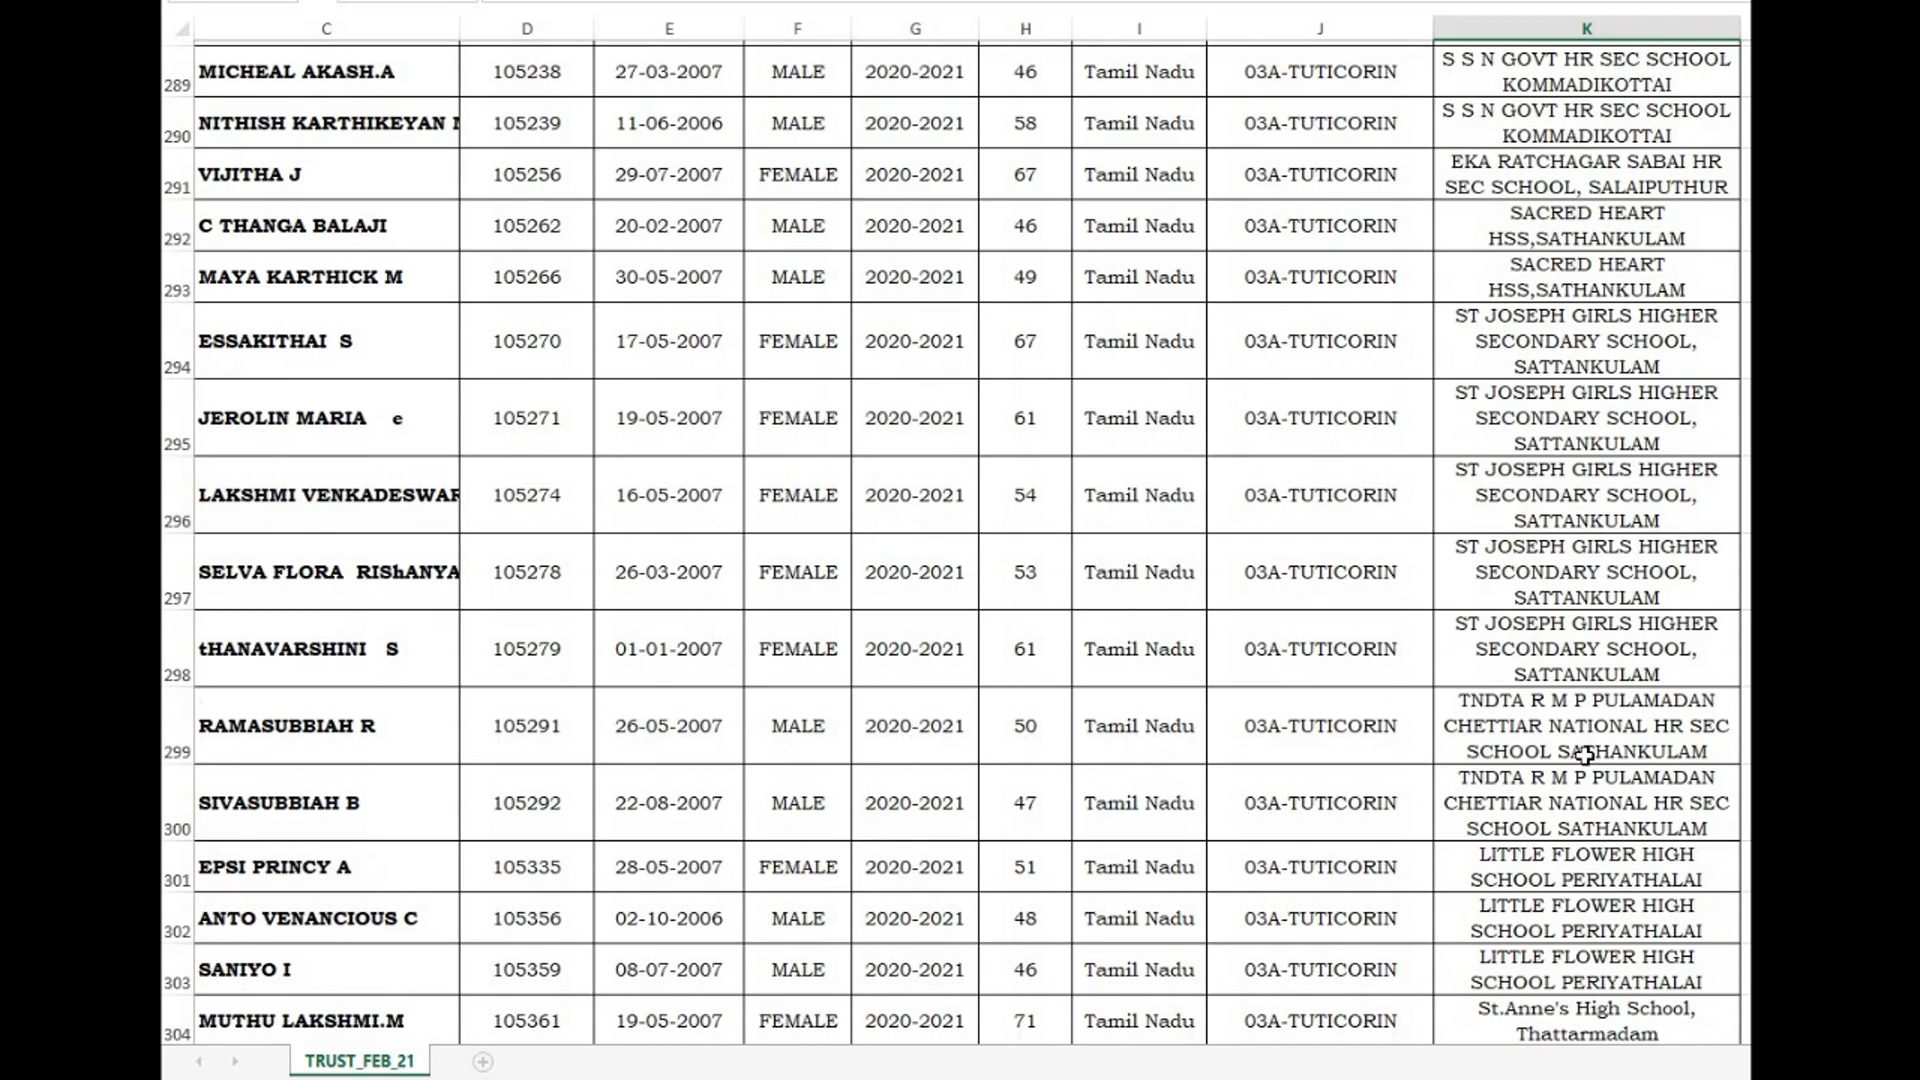 C D E F G H I J K
289 MICHEAL AKASH.A 105238 27-03-2007 MALE 2020-2021 46 Tamil Nadu 03A-TUTICORIN S S N GOVT HR SEC SCHOOL
KOMMADIKOTTAI
290 NITHISH KARTHIKEYAN 105239 11-06-2006 MALE 2020-2021 58 Tamil Nadu 03A-TUTICORIN S S N GOVT HR SEC SCHOOL
KOMMADIKOTTAI
291 VIJITHA J 105256 29-07-2007 FEMALE 2020-2021 67 Tamil Nadu 03A-TUTICORIN EKA RATCHAGAR SABAI HR
SEC SCHOOL, SALAIPUTHUR
292 C THANGA BALAJI 105262 20-02-2007 MALE 2020-2021 46 Tamil Nadu 03A-TUTICORIN SACRED HEART
HSS,SATHANKULAM
293 MAYA KARTHICK M 105266 30-05-2007 MALE 2020-2021 49 Tamil Nadu 03A-TUTICORIN SACRED HEART
HSS,SATHANKULAM
294 ESSAKITHAI S 105270 17-05-2007 FEMALE 2020-2021 67 Tamil Nadu 03A-TUTICORIN ST JOSEPH GIRLS HIGHER
SECONDARY SCHOOL,
SATTANKULAM
295 JEROLIN MARIA e 105271 19-05-2007 FEMALE 2020-2021 61 Tamil Nadu 03A-TUTICORIN ST JOSEPH GIRLS HIGHER
SECONDARY SCHOOL,
SATTANKULAM
296 LAKSHMI VENKADESWAR 105274 16-05-2007 FEMALE 2020-2021 54 Tamil Nadu 03A-TUTICORIN ST JOSEPH GIRLS HIGHER
SECONDARY SCHOOL,
SATTANKULAM
297 SELVA FLORA RIShANYA 105278 26-03-2007 FEMALE 2020-2021 53 Tamil Nadu 03A-TUTICORIN ST JOSEPH GIRLS HIGHER
SECONDARY SCHOOL,
SATTANKULAM
298 tHANAVARSHINI S 105279 01-01-2007 FEMALE 2020-2021 61 Tamil Nadu 03A-TUTICORIN ST JOSEPH GIRLS HIGHER
SECONDARY SCHOOL,
SATTANKULAM
299 RAMASUBBIAH R 105291 26-05-2007 MALE 2020-2021 50 Tamil Nadu 03A-TUTICORIN TNDTA R M P PULAMADAN
CHETTIAR NATIONAL HR SEC
SCHOOL SATHANKULAM
300 SIVASUBBIAH B 105292 22-08-2007 MALE 2020-2021 47 Tamil Nadu 03A-TUTICORIN TNDTA R M P PULAMADAN
CHETTIAR NATIONAL HR SEC
SCHOOL SATHANKULAM
301 EPSI PRINCY A 105335 28-05-2007 FEMALE 2020-2021 51 Tamil Nadu 03A-TUTICORIN LITTLE FLOWER HIGH
SCHOOL PERIYATHALAI
302 ANTO VENANCIOUS C 105356 02-10-2006 MALE 2020-2021 48 Tamil Nadu 03A-TUTICORIN LITTLE FLOWER HIGH
SCHOOL PERIYATHALAI
303 SANIYO I 105359 08-07-2007 MALE 2020-2021 46 Tamil Nadu 03A-TUTICORIN LITTLE FLOWER HIGH
SCHOOL PERIYATHALAI
304 MUTHU LAKSHMI.M 105361 19-05-2007 FEMALE 2020-2021 71 Tamil Nadu 03A-TUTICORIN St.Anne's High School,
Thattarmadam
TRUST_FEB_21